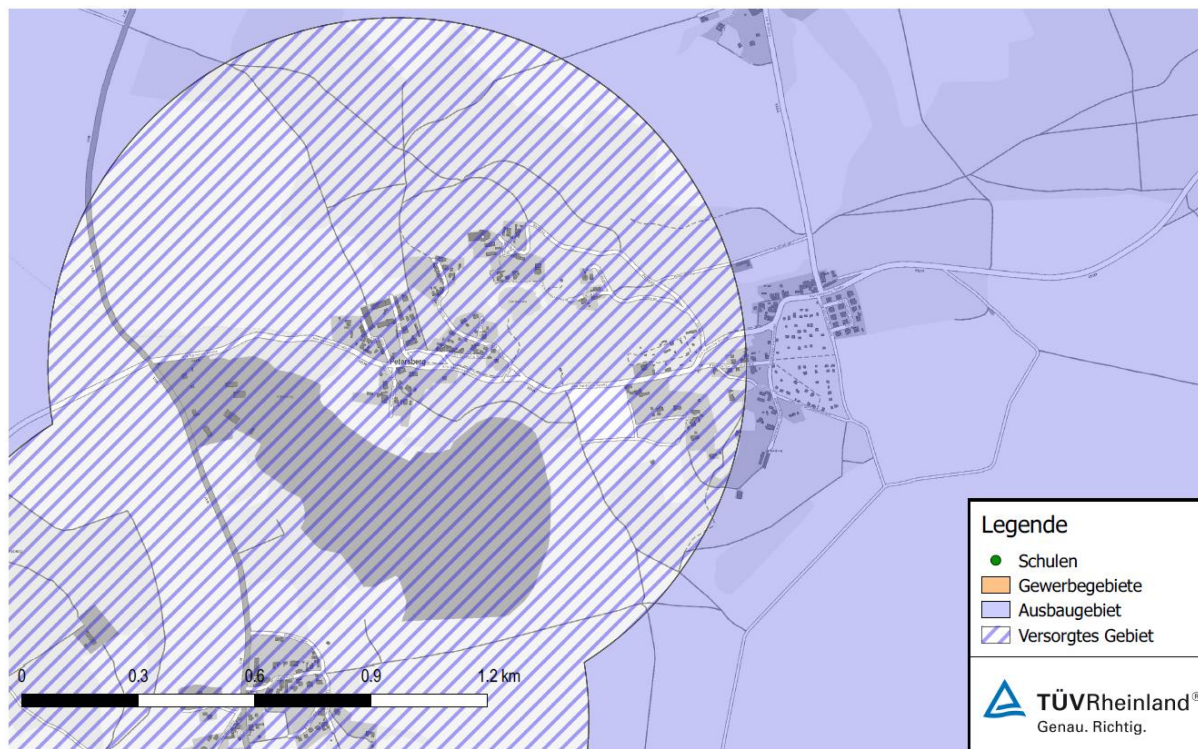 Petersberg
Legende
Schulen
Gewerbegebiete
Ausbaugebiet
Versorgtes Gebiet
0 0.3 0.6 0.9 1.2 km
TÜVRheinland®
Genau. Richtig.